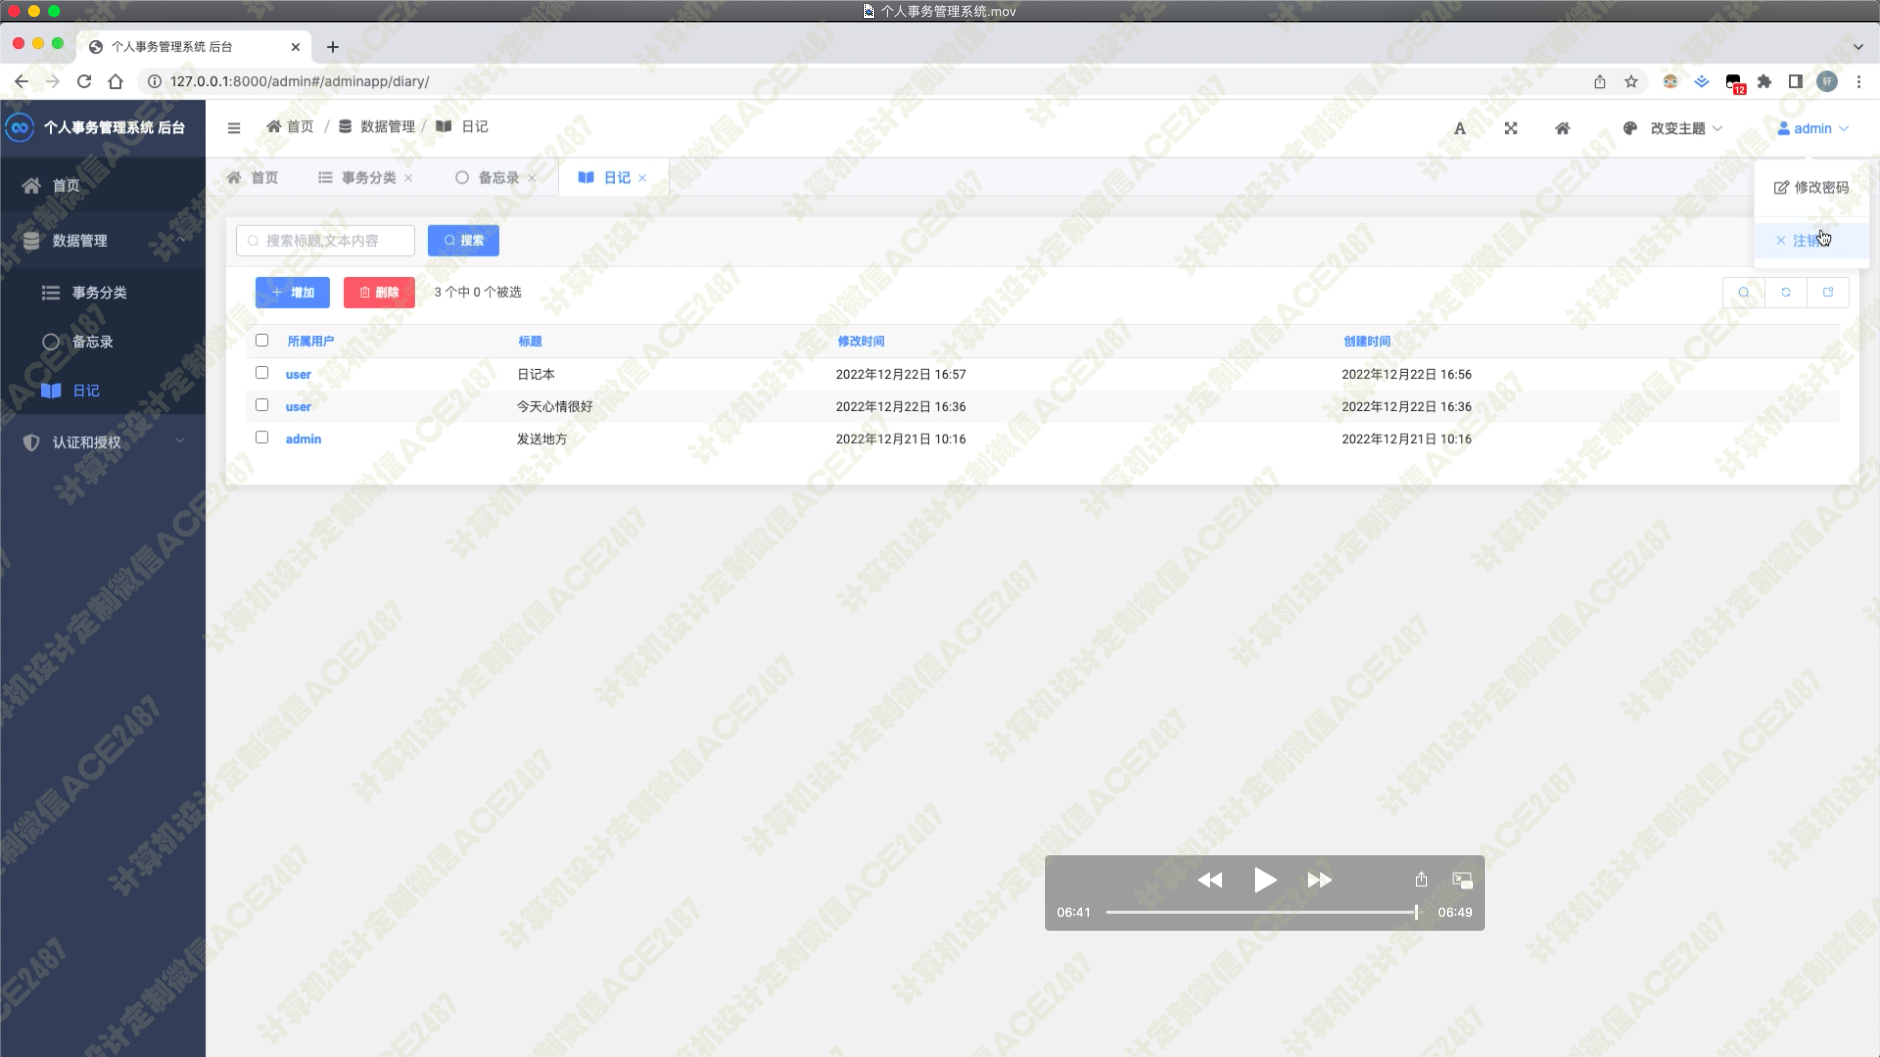 个人事务管理系统.mov
个人事务管理系统 后台
127.0.0.1:8000/admin#/adminapp/diary/
12
轩
个人事务管理系统 后台
首页 / 数据管理 / 日记
A
改变主题
admin
首页
事务分类
备忘录
日记
修改密码
注销
首页
数据管理
事务分类
备忘录
日记
认证和授权
搜索标题,文本内容
搜索
增加
删除
3 个中 0 个被选
所属用户 标题 修改时间 创建时间
user 日记本 2022年12月22日 16:57 2022年12月22日 16:56
user 今天心情很好 2022年12月22日 16:36 2022年12月22日 16:36
admin 发送地方 2022年12月21日 10:16 2022年12月21日 10:16
06:41
06:49
计算机设计定制微信ACE2487